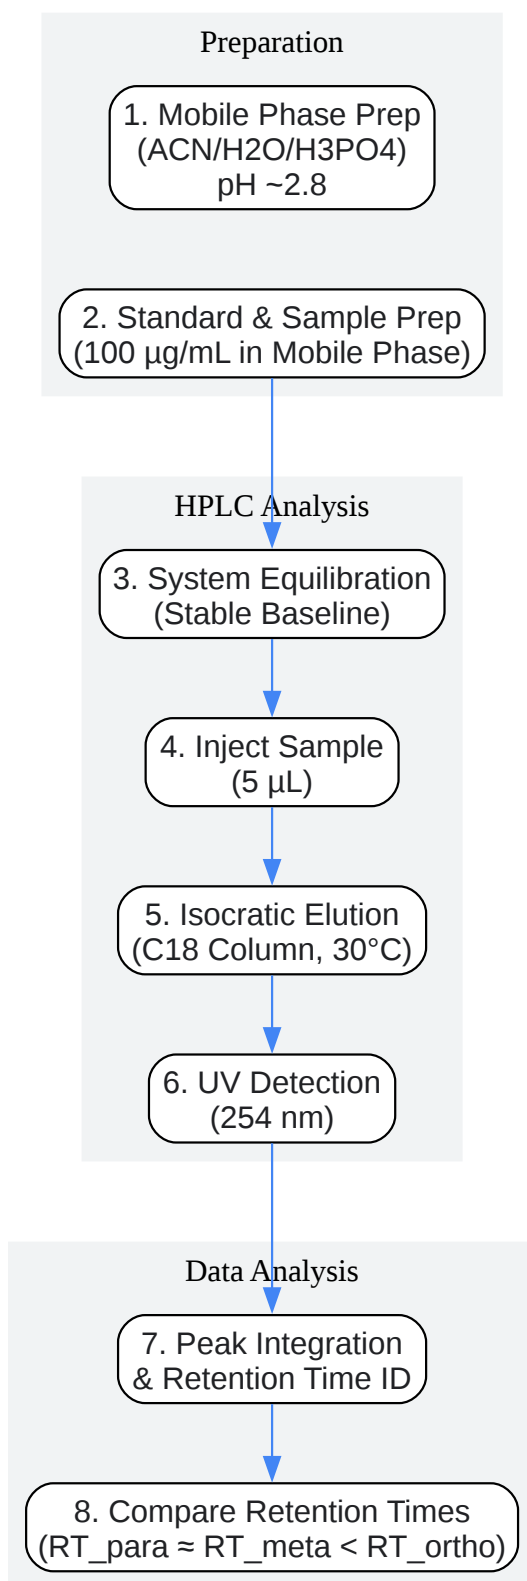 Preparation
1. Mobile Phase Prep
(ACN/H2O/H3PO4)
pH ~2.8
2. Standard & Sample Prep
(100 µg/mL in Mobile Phase)
HPLC Analysis
3. System Equilibration
(Stable Baseline)
4. Inject Sample
(5 µL)
5. Isocratic Elution
(C18 Column, 30°C)
6. UV Detection
(254 nm)
Data Analysis
7. Peak Integration
& Retention Time ID
8. Compare Retention Times
(RT_para ≈ RT_meta < RT_ortho)